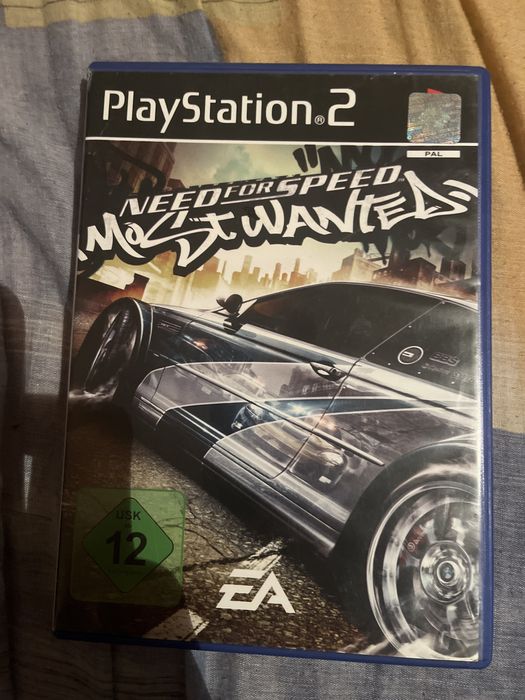 PlayStation®2
PAL
NEED FOR SPEED
MOST WANTED
USK
12
EA